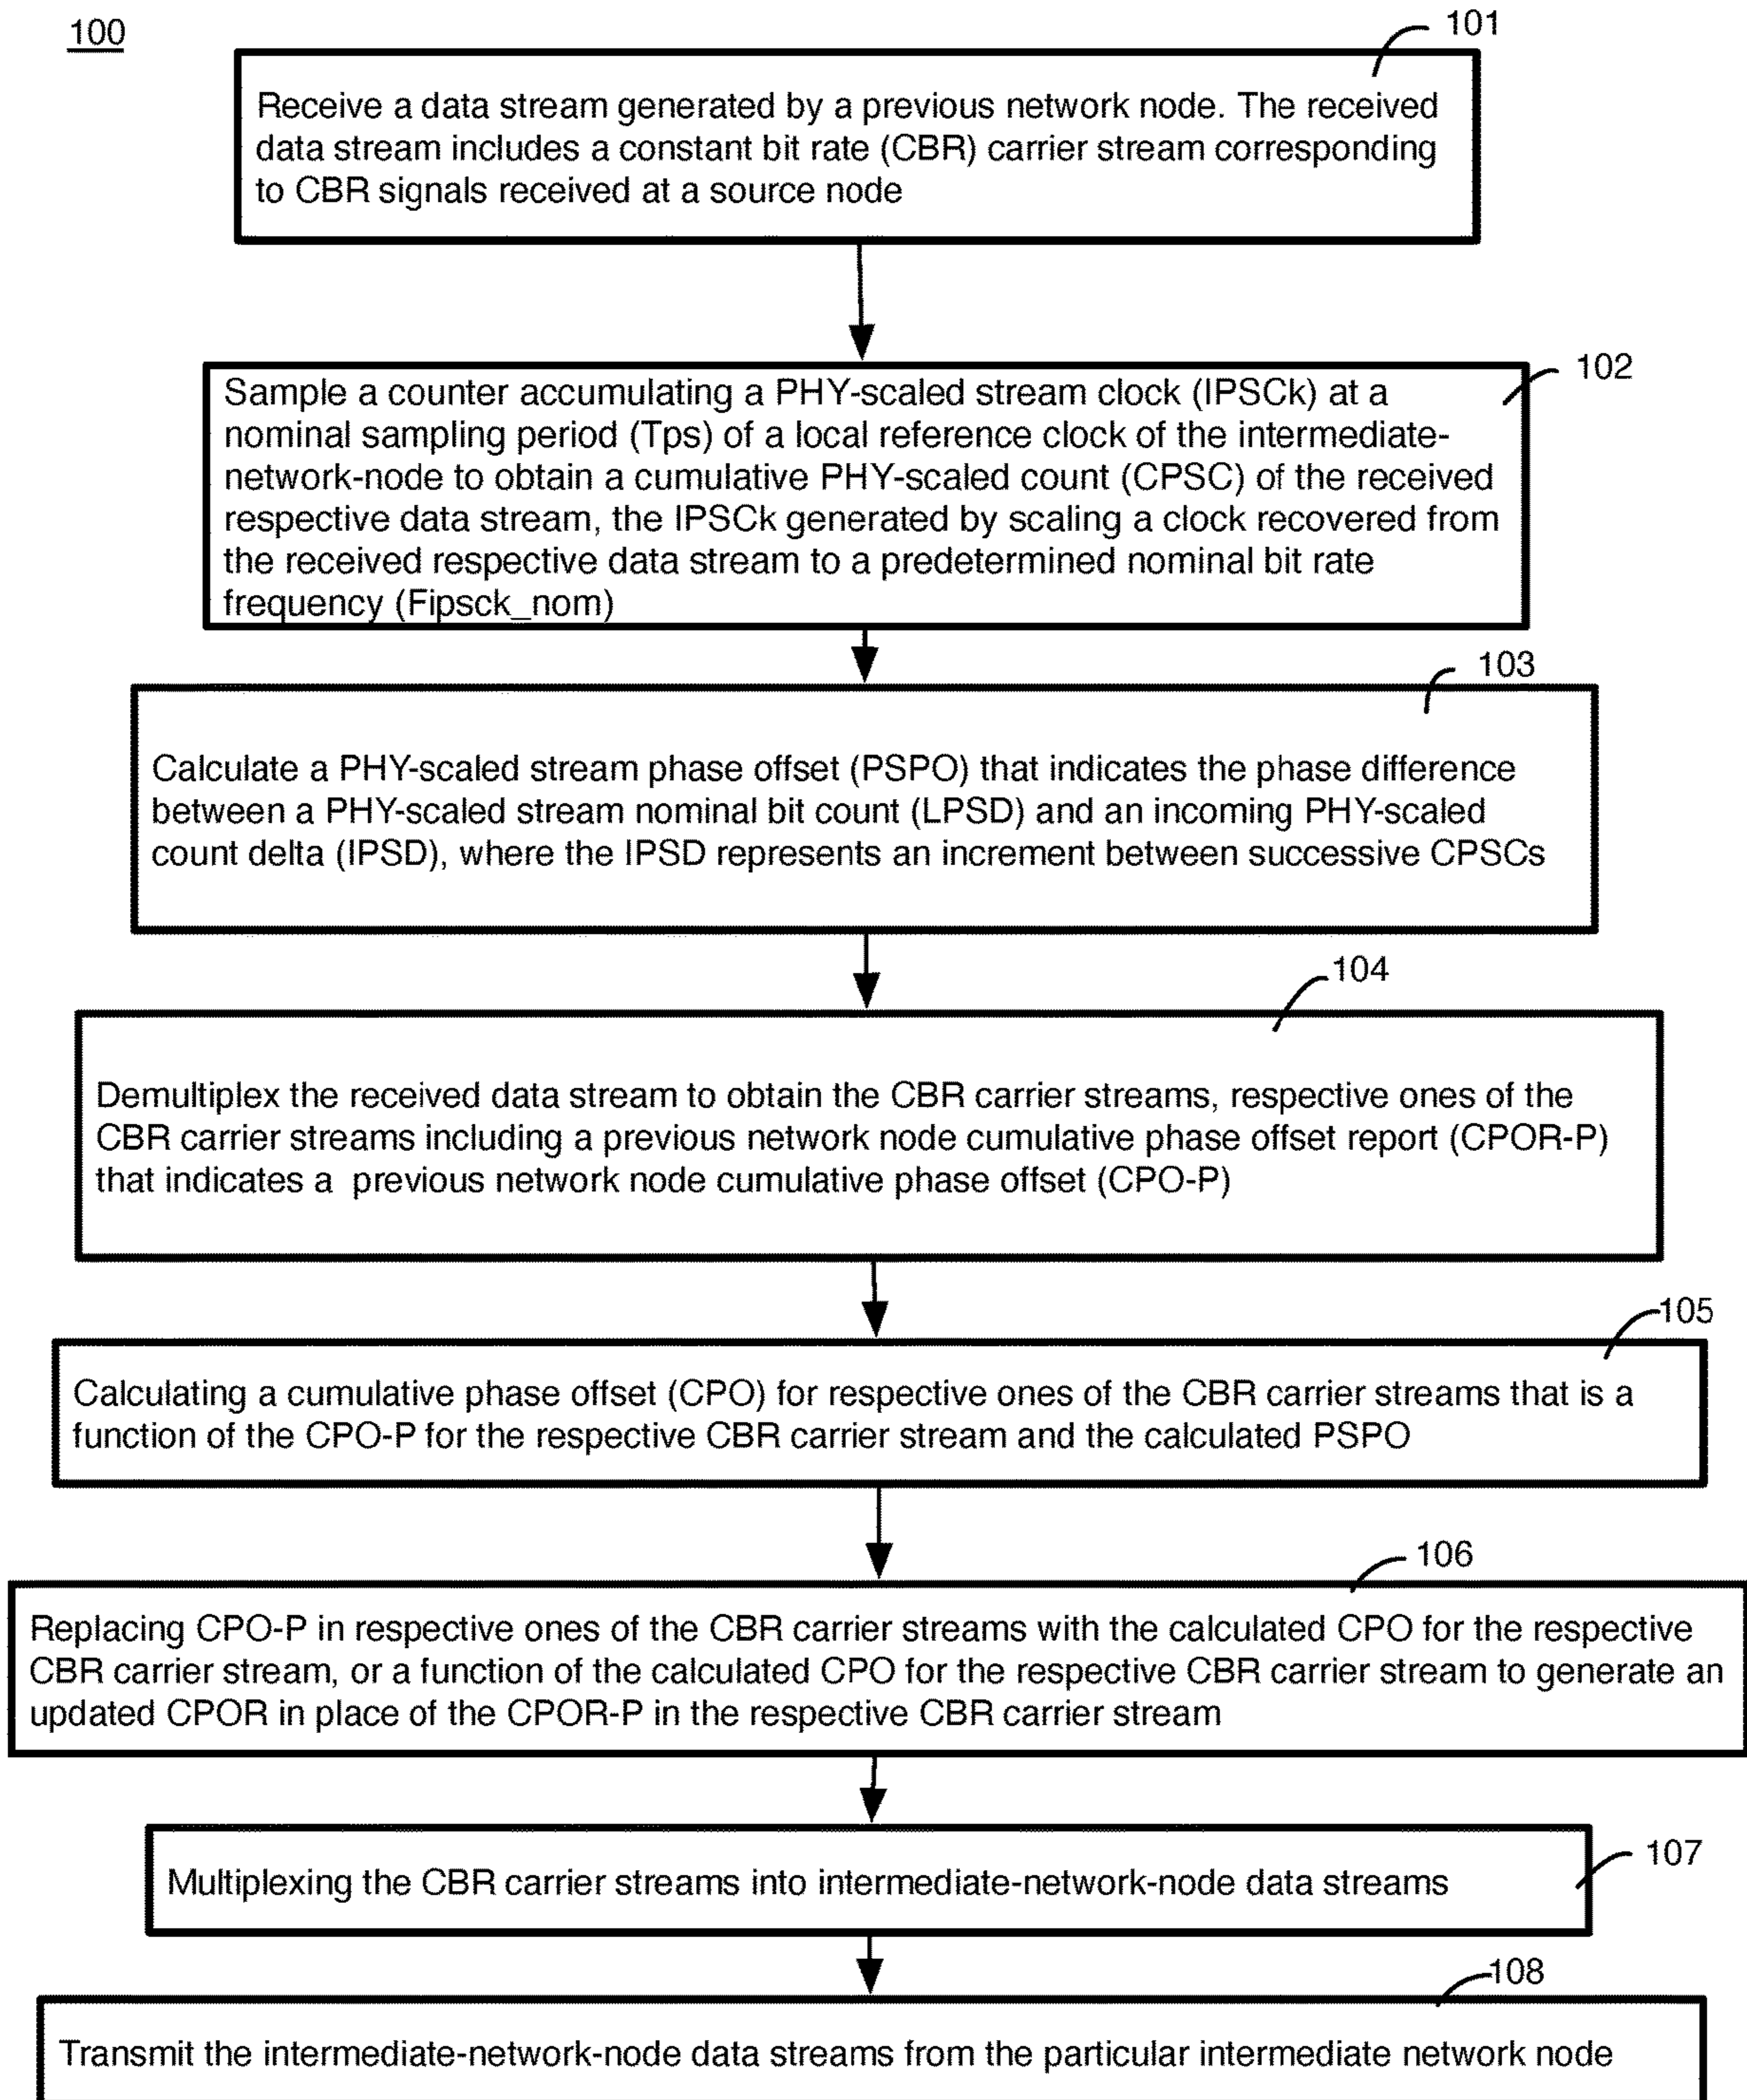 100
101
Receive a data stream generated by a previous network node. The received
data stream includes a constant bit rate (CBR) carrier stream corresponding
to CBR signals received at a source node
102
Sample a counter accumulating a PHY-scaled stream clock (IPSCk) at a
nominal sampling period (Tps) of a local reference clock of the intermediate-
network-node to obtain a cumulative PHY-scaled count (CPSC) of the received
respective data stream, the IPSCk generated by scaling a clock recovered from
the received respective data stream to a predetermined nominal bit rate
frequency (Fipsck_nom)
103
Calculate a PHY-scaled stream phase offset (PSPO) that indicates the phase difference
between a PHY-scaled stream nominal bit count (LPSD) and an incoming PHY-scaled
count delta (IPSD), where the IPSD represents an increment between successive CPSCs
104
Demultiplex the received data stream to obtain the CBR carrier streams, respective ones of the
CBR carrier streams including a previous network node cumulative phase offset report (CPOR-P)
that indicates a previous network node cumulative phase offset (CPO-P)
105
Calculating a cumulative phase offset (CPO) for respective ones of the CBR carrier streams that is a
function of the CPO-P for the respective CBR carrier stream and the calculated PSPO
106
Replacing CPO-P in respective ones of the CBR carrier streams with the calculated CPO for the respective
CBR carrier stream, or a function of the calculated CPO for the respective CBR carrier stream to generate an
updated CPOR in place of the CPOR-P in the respective CBR carrier stream
107
Multiplexing the CBR carrier streams into intermediate-network-node data streams
108
Transmit the intermediate-network-node data streams from the particular intermediate network node